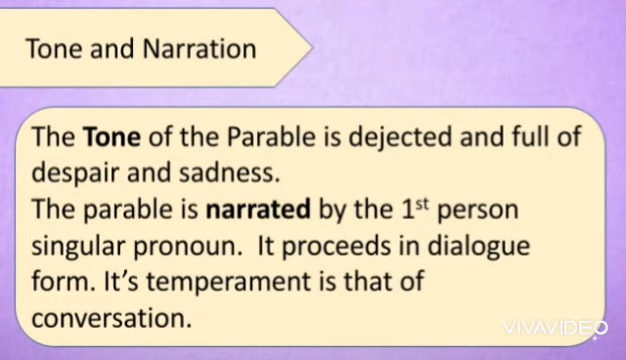 Tone and Narration
The Tone of the Parable is dejected and full of
despair and sadness.
The parable is narrated by the 1st person
singular pronoun.  It proceeds in dialogue
form. It’s temperament is that of
conversation.
VIVAVIDEO